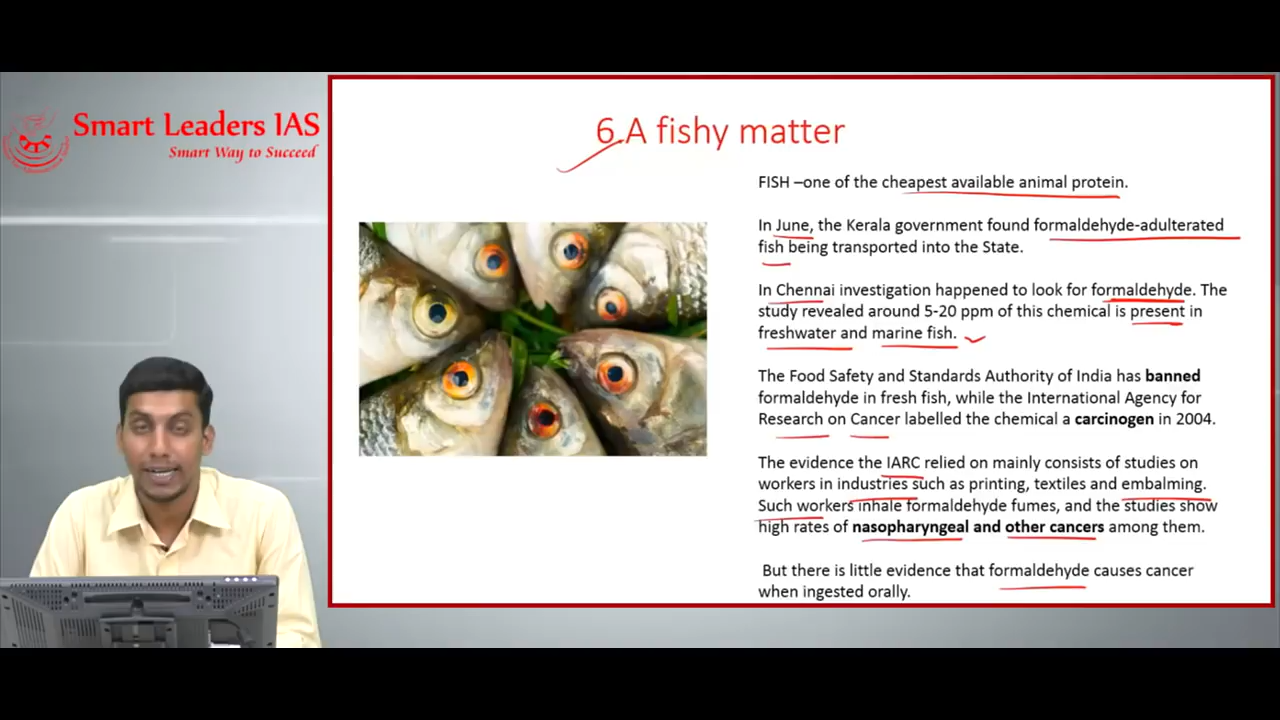 Smart Leaders IAS
Smart Way to Succeed
6.A fishy matter
FISH –one of the cheapest available animal protein.
In June, the Kerala government found formaldehyde-adulterated
fish being transported into the State.
In Chennai investigation happened to look for formaldehyde. The
study revealed around 5-20 ppm of this chemical is present in
freshwater and marine fish.
The Food Safety and Standards Authority of India has banned
formaldehyde in fresh fish, while the International Agency for
Research on Cancer labelled the chemical a carcinogen in 2004.
The evidence the IARC relied on mainly consists of studies on
workers in industries such as printing, textiles and embalming.
Such workers inhale formaldehyde fumes, and the studies show
high rates of nasopharyngeal and other cancers among them.
But there is little evidence that formaldehyde causes cancer
when ingested orally.